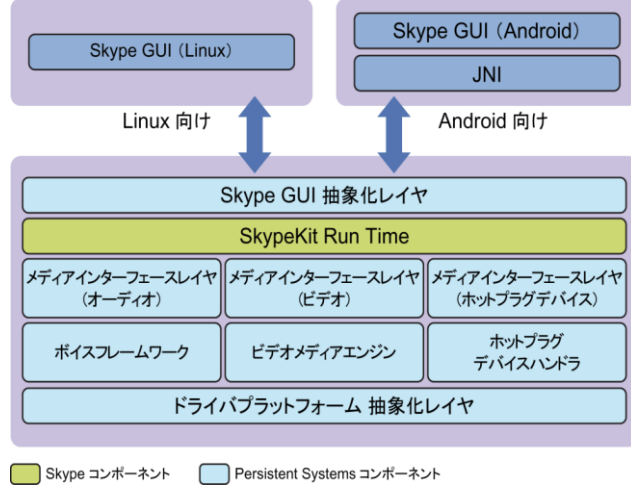 Skype GUI（Linux）
Skype GUI（Android）
JNI
Linux 向け
Android 向け
Skype GUI 抽象化レイヤ
SkypeKit Run Time
メディアインターフェースレイヤ
（オーディオ）
メディアインターフェースレイヤ
（ビデオ）
メディアインターフェースレイヤ
（ホットプラグデバイス）
ボイスフレームワーク
ビデオメディアエンジン
ホットプラグ
デバイスハンドラ
ドライバプラットフォーム 抽象化レイヤ
Skype コンポーネント
Persistent Systems コンポーネント